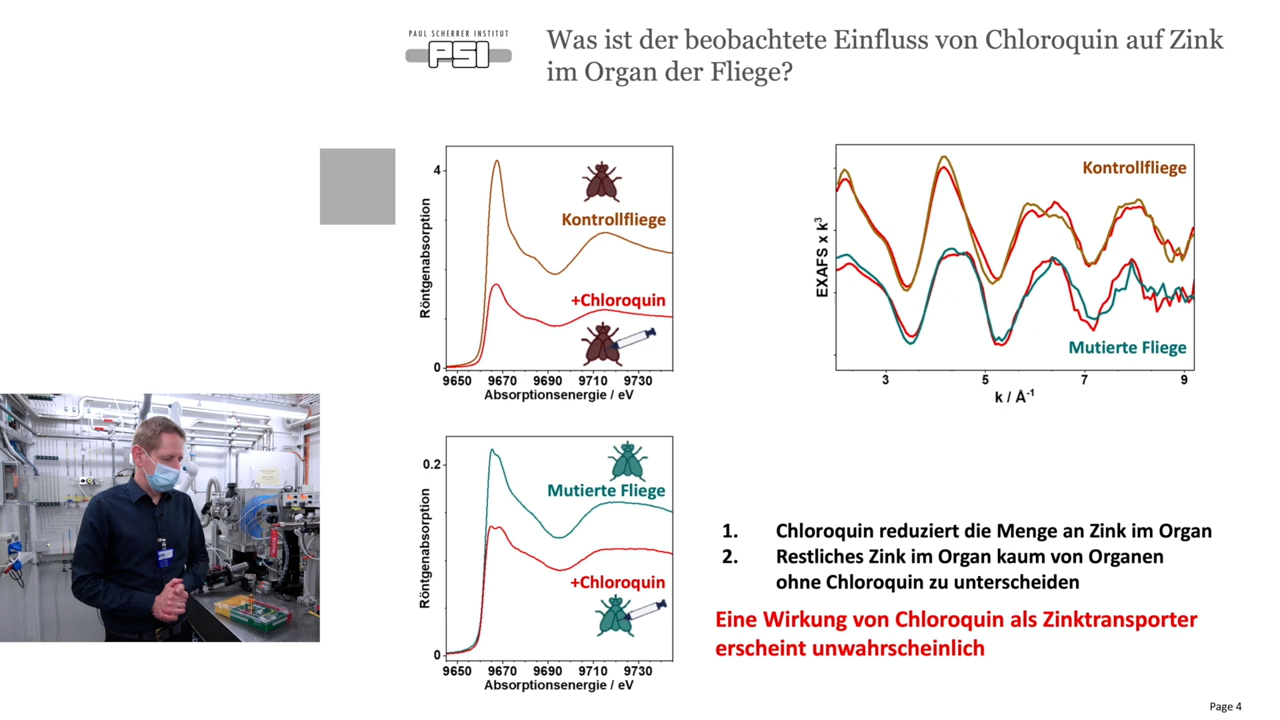 PAUL SCHERRER INSTITUT
PSI
Was ist der beobachtete Einfluss von Chloroquin auf Zink
im Organ der Fliege?
Röntgenabsorption
4
0
Kontrollfliege
+Chloroquin
9650 9670 9690 9710 9730
Absorptionsenergie / eV
EXAFS x k³
Kontrollfliege
Mutierte Fliege
3 5 7 9
k / Å⁻¹
Röntgenabsorption
0.2
0
Mutierte Fliege
+Chloroquin
9650 9670 9690 9710 9730
Absorptionsenergie / eV
1. Chloroquin reduziert die Menge an Zink im Organ
2. Restliches Zink im Organ kaum von Organen
ohne Chloroquin zu unterscheiden
Eine Wirkung von Chloroquin als Zinktransporter
erscheint unwahrscheinlich
Page 4